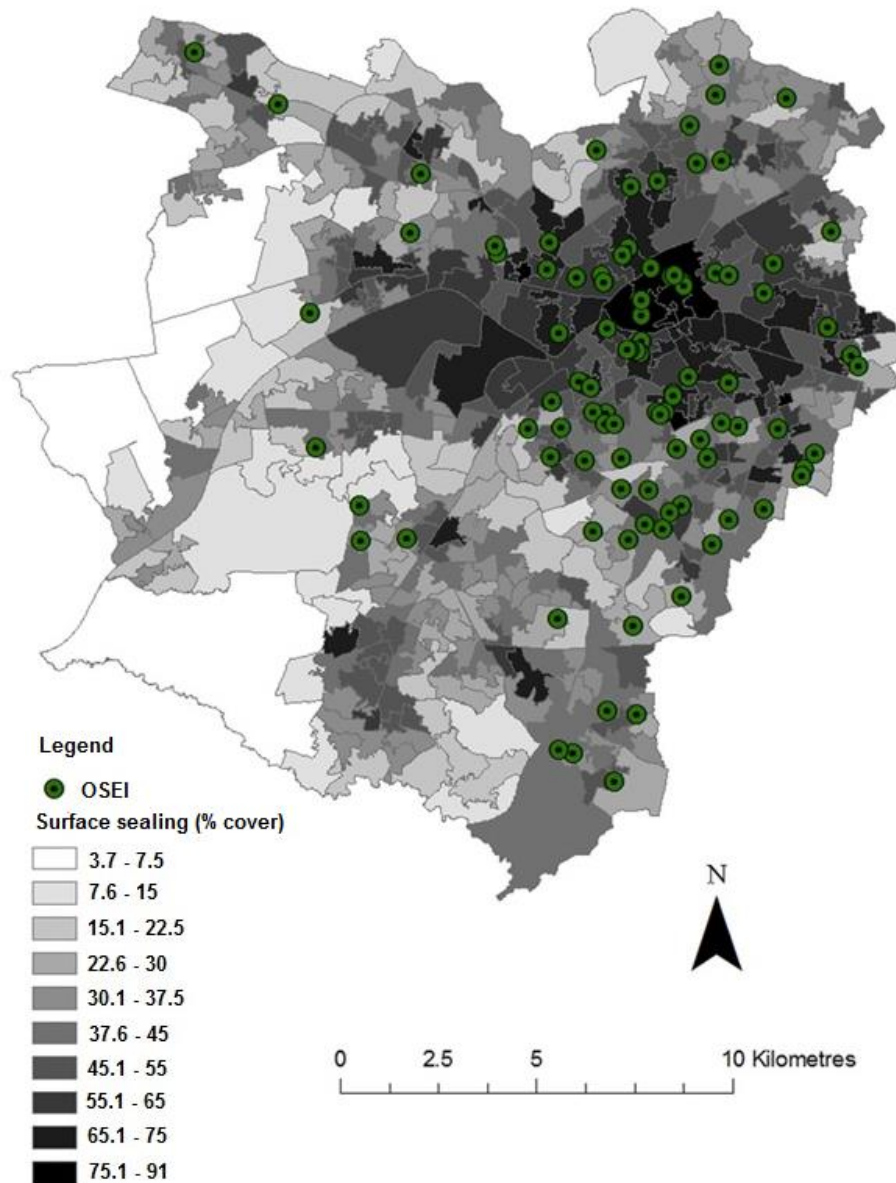 Legend
OSEI
Surface sealing (% cover)
3.7 - 7.5
7.6 - 15
15.1 - 22.5
22.6 - 30
30.1 - 37.5
37.6 - 45
45.1 - 55
55.1 - 65
65.1 - 75
75.1 - 91
N
0 2.5 5 10 Kilometres